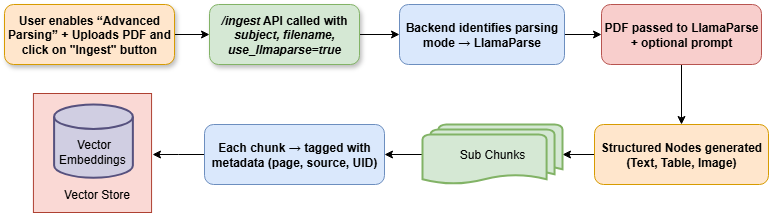 User enables “Advanced
Parsing” + Uploads PDF and
click on "Ingest" button
/ingest API called with
subject, filename,
use_llmaparse=true
Backend identifies parsing
mode → LlamaParse
PDF passed to LlamaParse
+ optional prompt
Structured Nodes generated
(Text, Table, Image)
Sub Chunks
Each chunk → tagged with
metadata (page, source, UID)
Vector
Embeddings
Vector Store